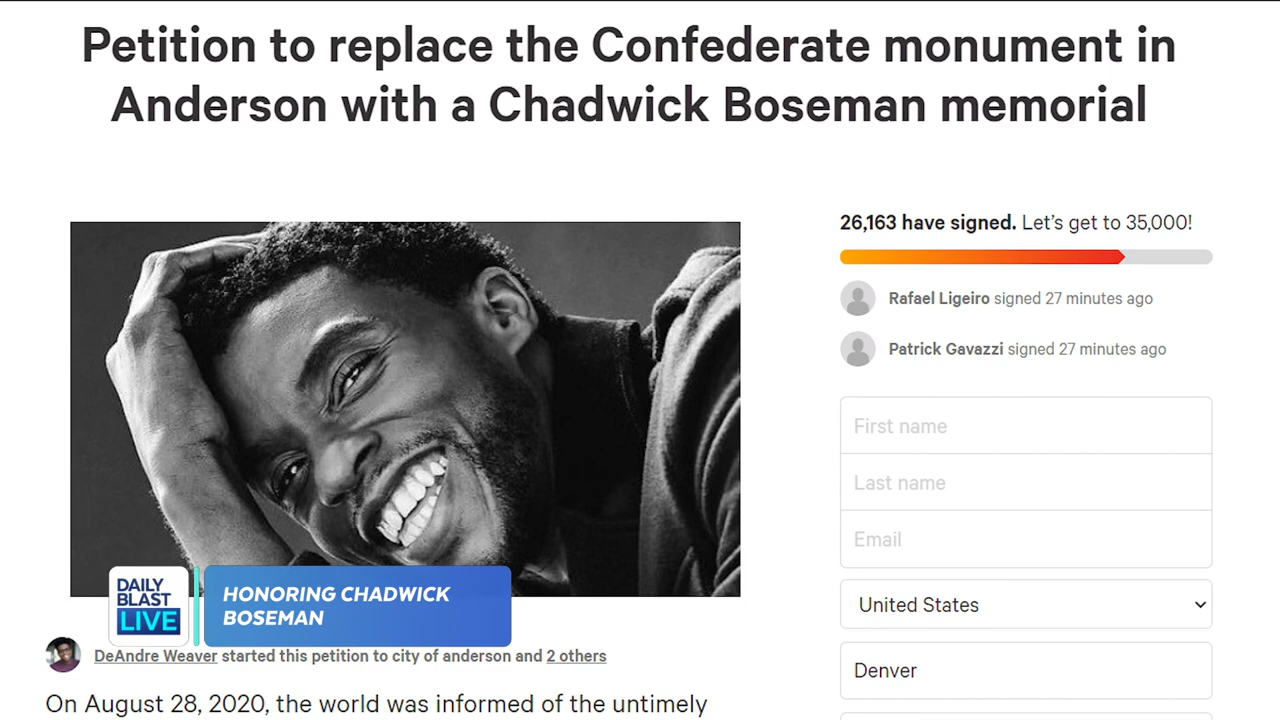 Petition to replace the Confederate monument in
Anderson with a Chadwick Boseman memorial
26,163 have signed. Let's get to 35,000!
Rafael Ligeiro signed 27 minutes ago
Patrick Gavazzi signed 27 minutes ago
First name
Last name
Email
United States
Denver
DAILY
BLAST
LIVE
HONORING CHADWICK
BOSEMAN
DeAndre Weaver started this petition to city of anderson and 2 others
On August 28, 2020, the world was informed of the untimely